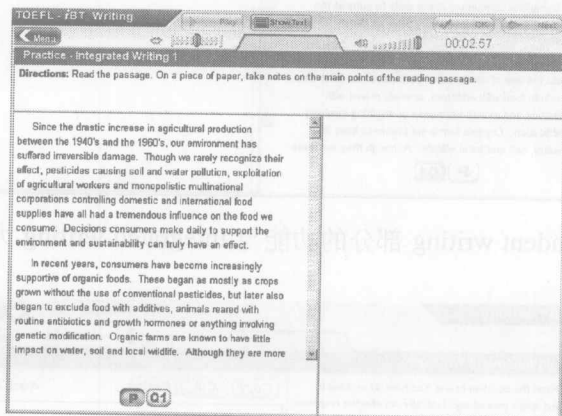 TOEFL - iBT Writing
Play
Show Text
OK
Next
Menu
00:02:57
Practice - Integrated Writing 1
Directions: Read the passage. On a piece of paper, take notes on the main points of the reading passage.
Since the drastic increase in agricultural production
between the 1940's and the 1960's, our environment has
suffered irreversible damage. Though we rarely recognize their
effect, pesticides causing soil and water pollution, exploitation
of agricultural workers and monopolistic multinational
corporations controlling domestic and international food
supplies have all had a tremendous influence on the food we
consume. Decisions consumers make daily to support the
environment and sustainability can truly have an effect.
In recent years, consumers have become increasingly
supportive of organic foods. These began as mostly as crops
grown without the use of conventional pesticides, but later also
began to exclude food with additives, animals reared with
routine antibiotics and growth hormones or anything involving
genetic modification. Organic farms are known to have little
impact on water, soil and local wildlife. Although they are more
P Q1